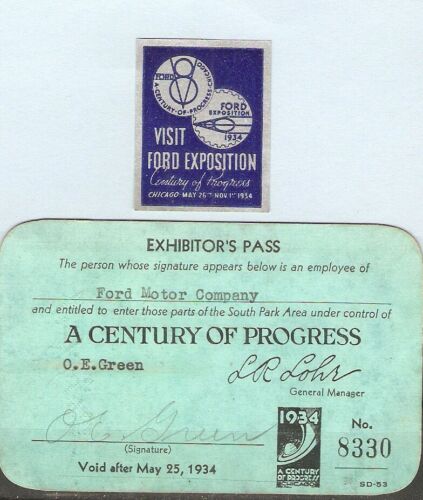 FORD
A·CENTURY·OF·PROGRESS·CHICAGO
FORD
EXPOSITION
1934
VISIT
FORD EXPOSITION
Century of Progress
CHICAGO·MAY 26TH-NOV 1ST 1934
EXHIBITOR'S PASS
The person whose signature appears below is an employee of
Ford Motor Company
and entitled to enter those parts of the South Park Area under control of
A CENTURY OF PROGRESS
O.E.Green
L R Lohr
General Manager
O.E. Green
(Signature)
1934
A CENTURY
OF PROGRESS
CHICAGO
No.
8330
Void after May 25, 1934
SD-53